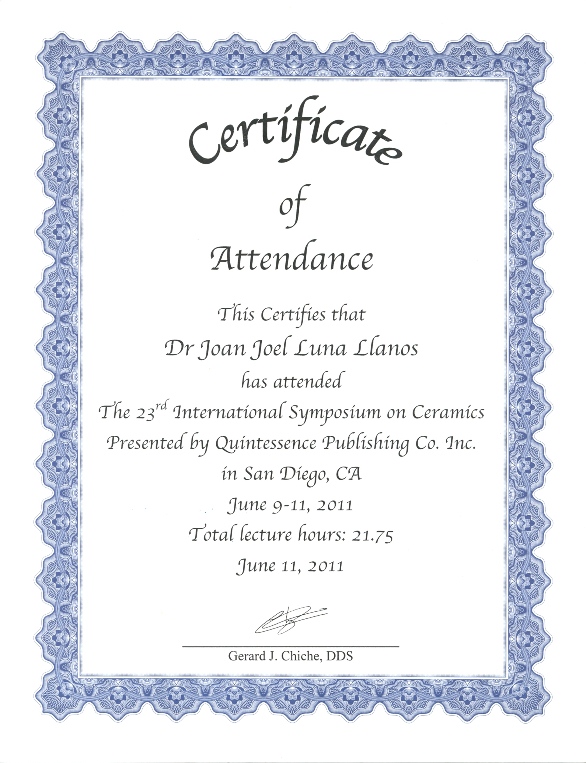 Certificate
of
Attendance
This Certifies that
Dr Joan Joel Luna Llanos
has attended
The 23rd International Symposium on Ceramics
Presented by Quintessence Publishing Co. Inc.
in San Diego, CA
June 9-11, 2011
Total lecture hours: 21.75
June 11, 2011
Gerard J. Chiche, DDS